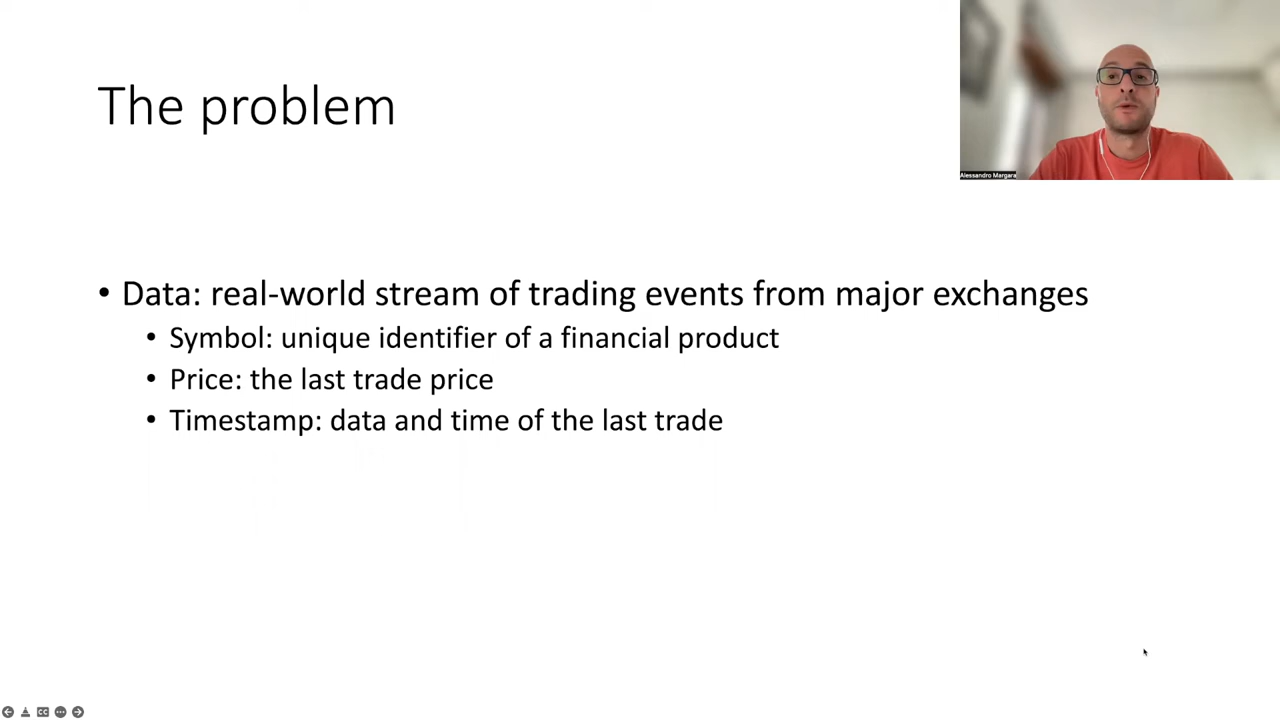 The problem
Alessandro Margara
• Data: real-world stream of trading events from major exchanges
• Symbol: unique identifier of a financial product
• Price: the last trade price
• Timestamp: data and time of the last trade
CC